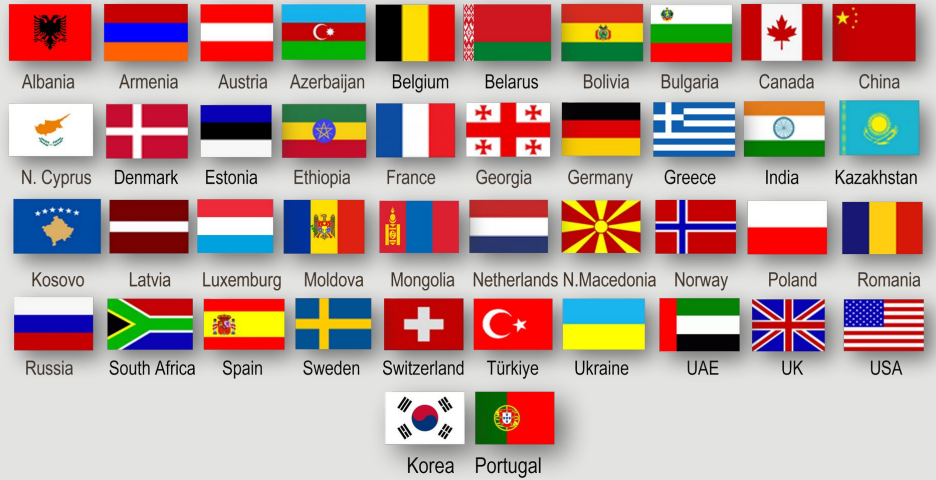 Albania Armenia Austria Azerbaijan Belgium Belarus Bolivia Bulgaria Canada China
N. Cyprus Denmark Estonia Ethiopia France Georgia Germany Greece India Kazakhstan
Kosovo Latvia Luxemburg Moldova Mongolia Netherlands N.Macedonia Norway Poland Romania
Russia South Africa Spain Sweden Switzerland Türkiye Ukraine UAE UK USA
Korea Portugal